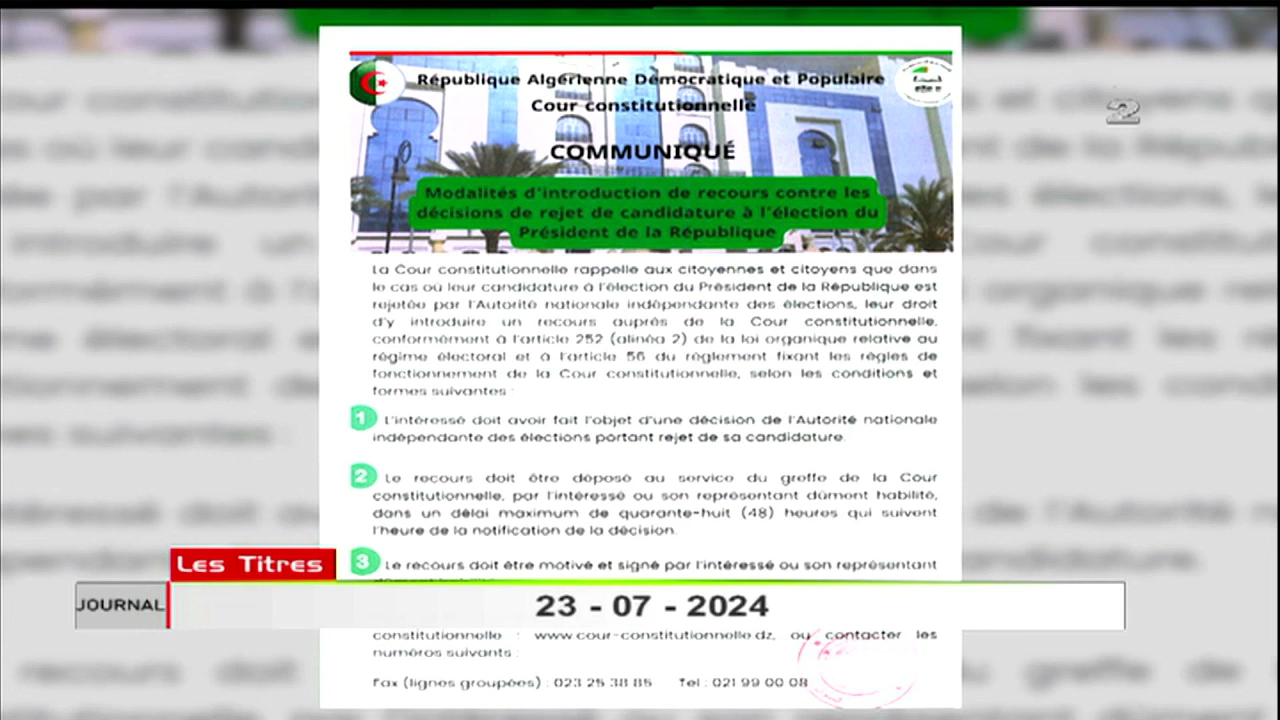 République Algérienne Démocratique et Populaire
Cour constitutionnelle
2
COMMUNIQUÉ
Modalités d'introduction de recours contre les
décisions de rejet de candidature à l'élection du
Président de la République
La Cour constitutionnelle rappelle aux citoyennes et citoyens que dans
le cas où leur candidature à l'élection du Président de la République est
rejetée par l'Autorité nationale indépendante des élections, leur droit
d'y introduire un recours auprès de la Cour constitutionnelle,
conformément à l'article 252 (alinéa 2) de la loi organique relative au
régime électoral et à l'article 56 du règlement fixant les règles de
fonctionnement de la Cour constitutionnelle, selon les conditions et
formes suivantes :
1 L'intéressé doit avoir fait l'objet d'une décision de l'Autorité nationale
indépendante des élections portant rejet de sa candidature.
2 Le recours doit être déposé au service du greffe de la Cour
constitutionnelle, par l'intéressé ou son représentant dûment habilité,
dans un délai maximum de quarante-huit (48) heures qui suivent
l'heure de la notification de la décision.
3 Le recours doit être motivé et signé par l'intéressé ou son représentant
Les Titres
JOURNAL
23 - 07 - 2024
constitutionnelle : www.cour-constitutionnelle.dz, ou contacter les
numéros suivants :
Fax (lignes groupées) : 023 25 38 85 Tel : 021 99 00 08